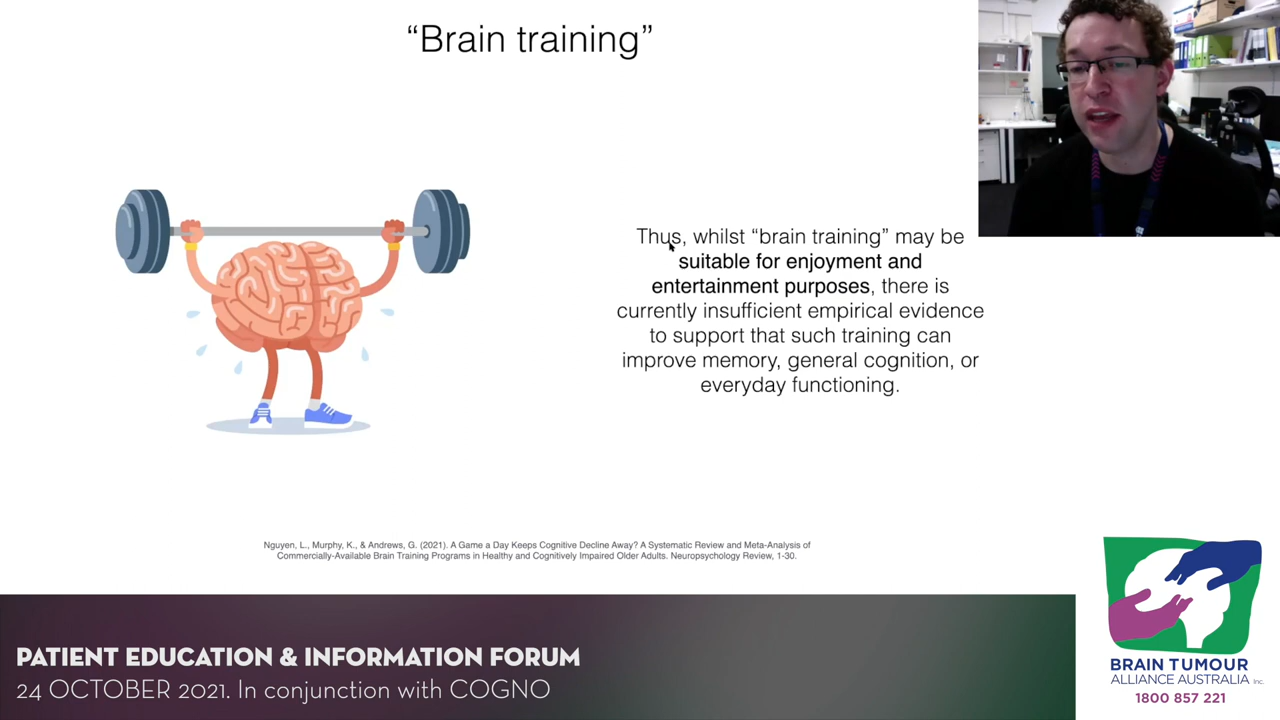 “Brain training”
Thus, whilst “brain training” may be
suitable for enjoyment and
entertainment purposes, there is
currently insufficient empirical evidence
to support that such training can
improve memory, general cognition, or
everyday functioning.
Nguyen, L., Murphy, K., & Andrews, G. (2021). A Game a Day Keeps Cognitive Decline Away? A Systematic Review and Meta-Analysis of
Commercially-Available Brain Training Programs in Healthy and Cognitively Impaired Older Adults. Neuropsychology Review, 1-30.
PATIENT EDUCATION & INFORMATION FORUM
24 OCTOBER 2021. In conjunction with COGNO
BRAIN TUMOUR
ALLIANCE AUSTRALIA Inc.
1800 857 221